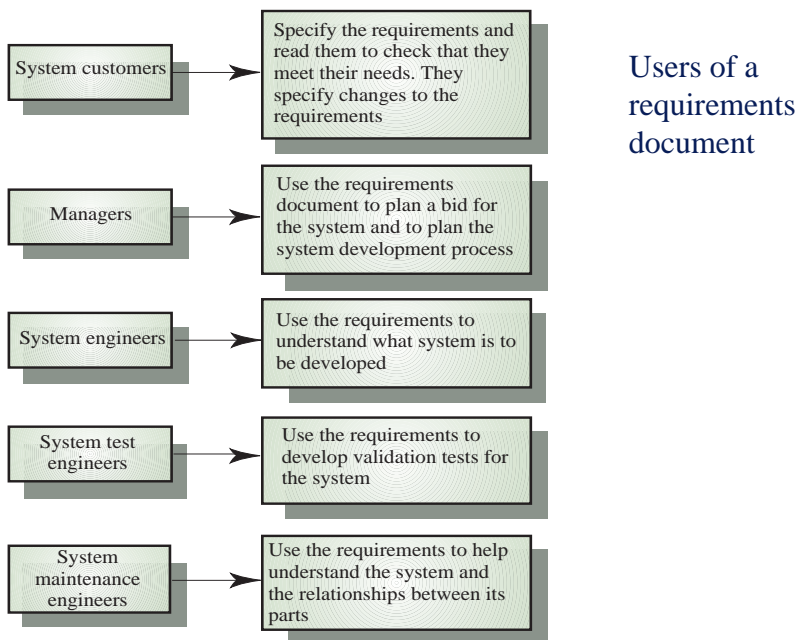 Users of a
requirements
document
System customers
Specify the requirements and
read them to check that they
meet their needs. They
specify changes to the
requirements
Managers
Use the requirements
document to plan a bid for
the system and to plan the
system development process
System engineers
Use the requirements to
understand what system is to
be developed
System test
engineers
Use the requirements to
develop validation tests for
the system
System
maintenance
engineers
Use the requirements to help
understand the system and
the relationships between its
parts